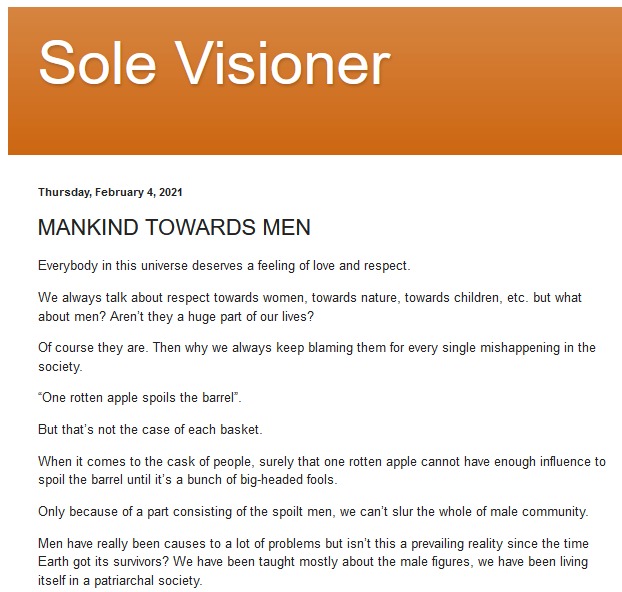 Sole Visioner
Thursday, February 4, 2021
MANKIND TOWARDS MEN
Everybody in this universe deserves a feeling of love and respect.
We always talk about respect towards women, towards nature, towards children, etc. but what
about men? Aren’t they a huge part of our lives?
Of course they are. Then why we always keep blaming them for every single mishappening in the
society.
“One rotten apple spoils the barrel”.
But that’s not the case of each basket.
When it comes to the cask of people, surely that one rotten apple cannot have enough influence to
spoil the barrel until it’s a bunch of big-headed fools.
Only because of a part consisting of the spoilt men, we can’t slur the whole of male community.
Men have really been causes to a lot of problems but isn’t this a prevailing reality since the time
Earth got its survivors? We have been taught mostly about the male figures, we have been living
itself in a patriarchal society.